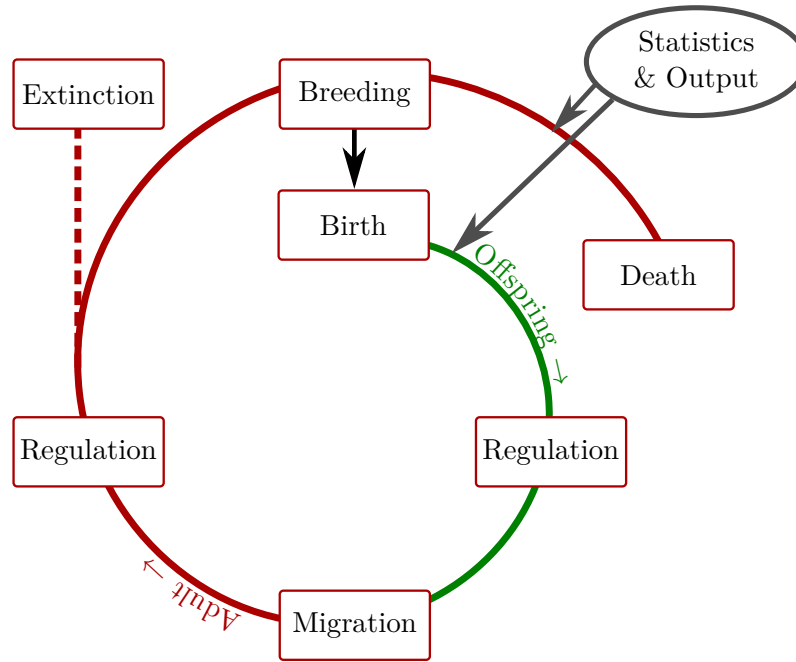 Statistics
& Output
Extinction
Breeding
Birth
Death
Offspring →
Regulation
Regulation
Adult →
Migration